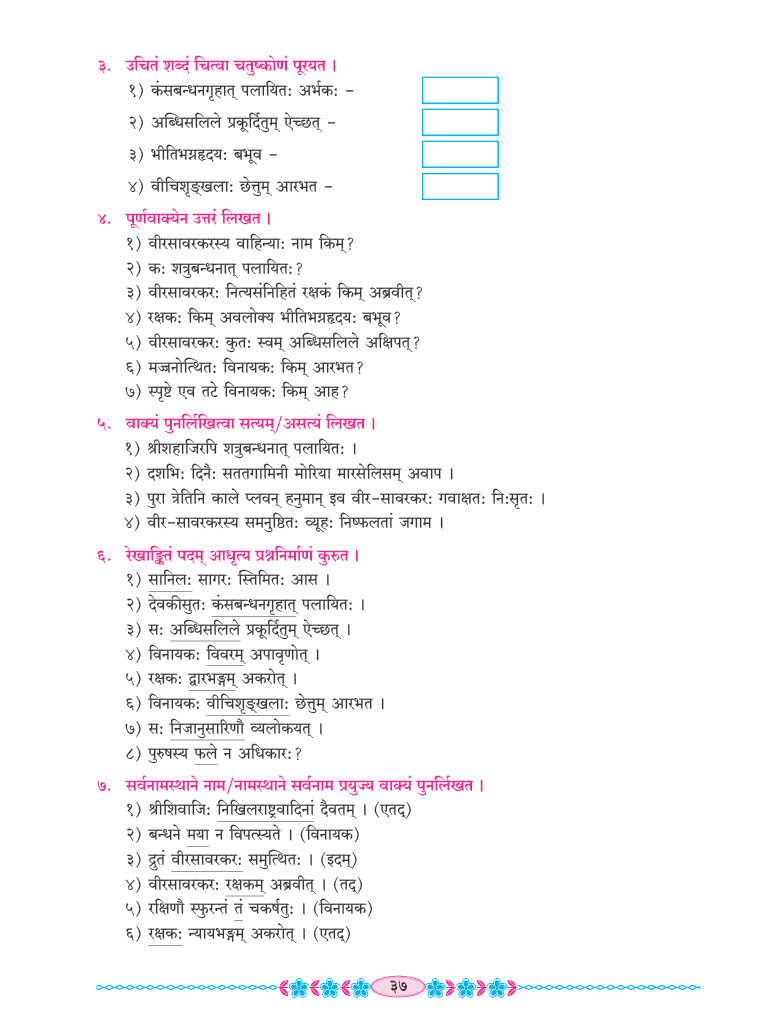 ३. उचितं शब्दं चित्वा चतुष्कोणं पूरयत ।
१) कंसबन्धनगृहात् पलायितः अर्भकः –
२) अब्धिसलिले प्रकूर्दितुम् ऐच्छत् –
३) भीतिभग्नहृदयः बभूव –
४) वीचिशृङ्खलाः छेत्तुम् आरभत –
४. पूर्णवाक्येन उत्तरं लिखत ।
१) वीरसावरकरस्य वाहिन्याः नाम किम्?
२) कः शत्रुबन्धनात् पलायितः?
३) वीरसावरकरः नित्यसंनिहितं रक्षकं किम् अब्रवीत्?
४) रक्षकः किम् अवलोक्य भीतिभग्नहृदयः बभूव?
५) वीरसावरकरः कुतः स्वम् अब्धिसलिले अक्षिपत्?
६) मज्जनोत्थितः विनायकः किम् आरभत?
७) स्पृष्टे एव तटे विनायकः किम् आह?
५. वाक्यं पुनर्लिखित्वा सत्यम्/असत्यं लिखत ।
१) श्रीशहाजिरपि शत्रुबन्धनात् पलायितः ।
२) दशभिः दिनैः सततगामिनी मोरिया मारसेलिसम् अवाप ।
३) पुरा त्रेतिनि काले प्लवन् हनुमान् इव वीर-सावरकरः गवाक्षतः निःसृतः ।
४) वीर-सावरकरस्य समनुष्ठितः व्यूहः निष्फलतां जगाम ।
६. रेखाङ्कितं पदम् आधृत्य प्रश्ननिर्माणं कुरुत ।
१) सानिलः सागरः स्तिमितः आस ।
२) देवकीसुतः कंसबन्धनगृहात् पलायितः ।
३) सः अब्धिसलिले प्रकूर्दितुम् ऐच्छत् ।
४) विनायकः विवरम् अपावृणोत् ।
५) रक्षकः द्वारभङ्गम् अकरोत् ।
६) विनायकः वीचिशृङ्खलाः छेत्तुम् आरभत ।
७) सः निजानुसारिणौ व्यलोकयत् ।
८) पुरुषस्य फले न अधिकारः?
७. सर्वनामस्थाने नाम/नामस्थाने सर्वनाम प्रयुज्य वाक्यं पुनर्लिखत ।
१) श्रीशिवाजिः निखिलराष्ट्रवादिनां दैवतम् । (एतद्)
२) बन्धने मया न विपत्स्यते । (विनायक)
३) द्रुतं वीरसावरकरः समुत्थितः । (इदम्)
४) वीरसावरकरः रक्षकम् अब्रवीत् । (तद्)
५) रक्षिणौ स्फुरन्तं तं चकर्षतुः । (विनायक)
६) रक्षकः न्यायभङ्गम् अकरोत् । (एतद्)
३७